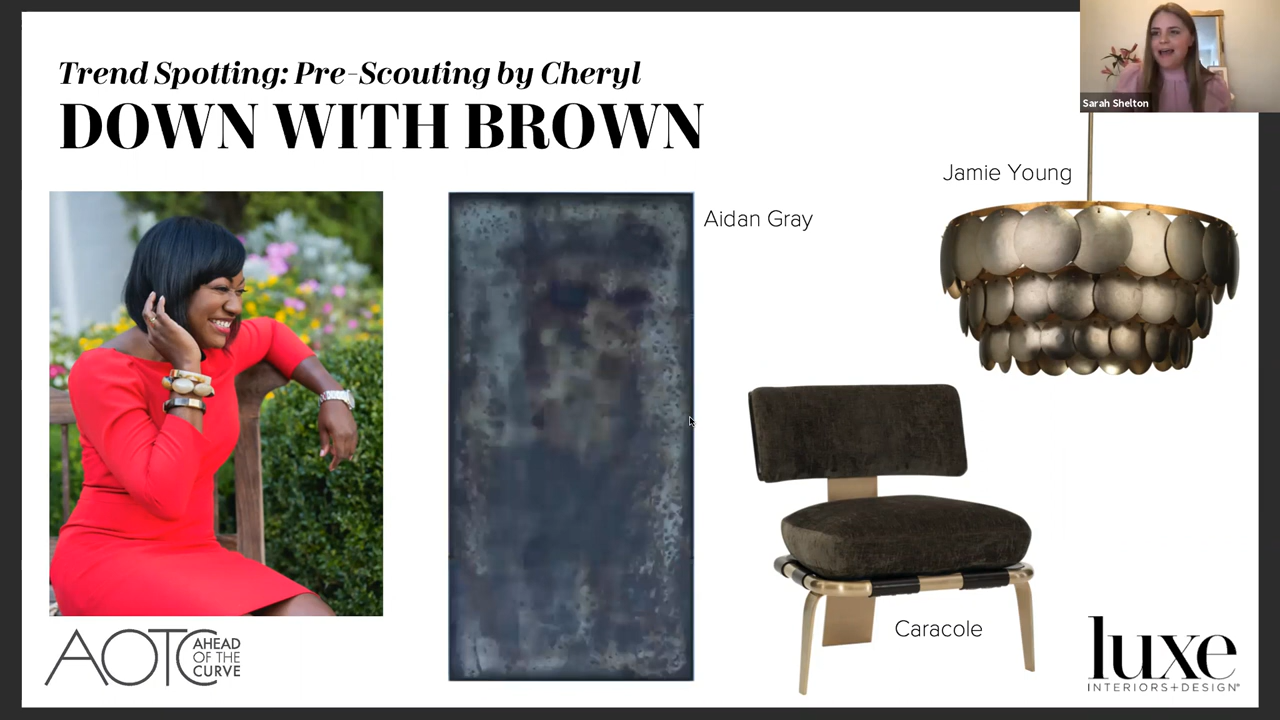 Trend Spotting: Pre-Scouting by Cheryl
DOWN WITH BROWN
Sarah Shelton
Jamie Young
Aidan Gray
Caracole
AOTC AHEAD
OF THE
CURVE
luxe
INTERIORS+DESIGN®